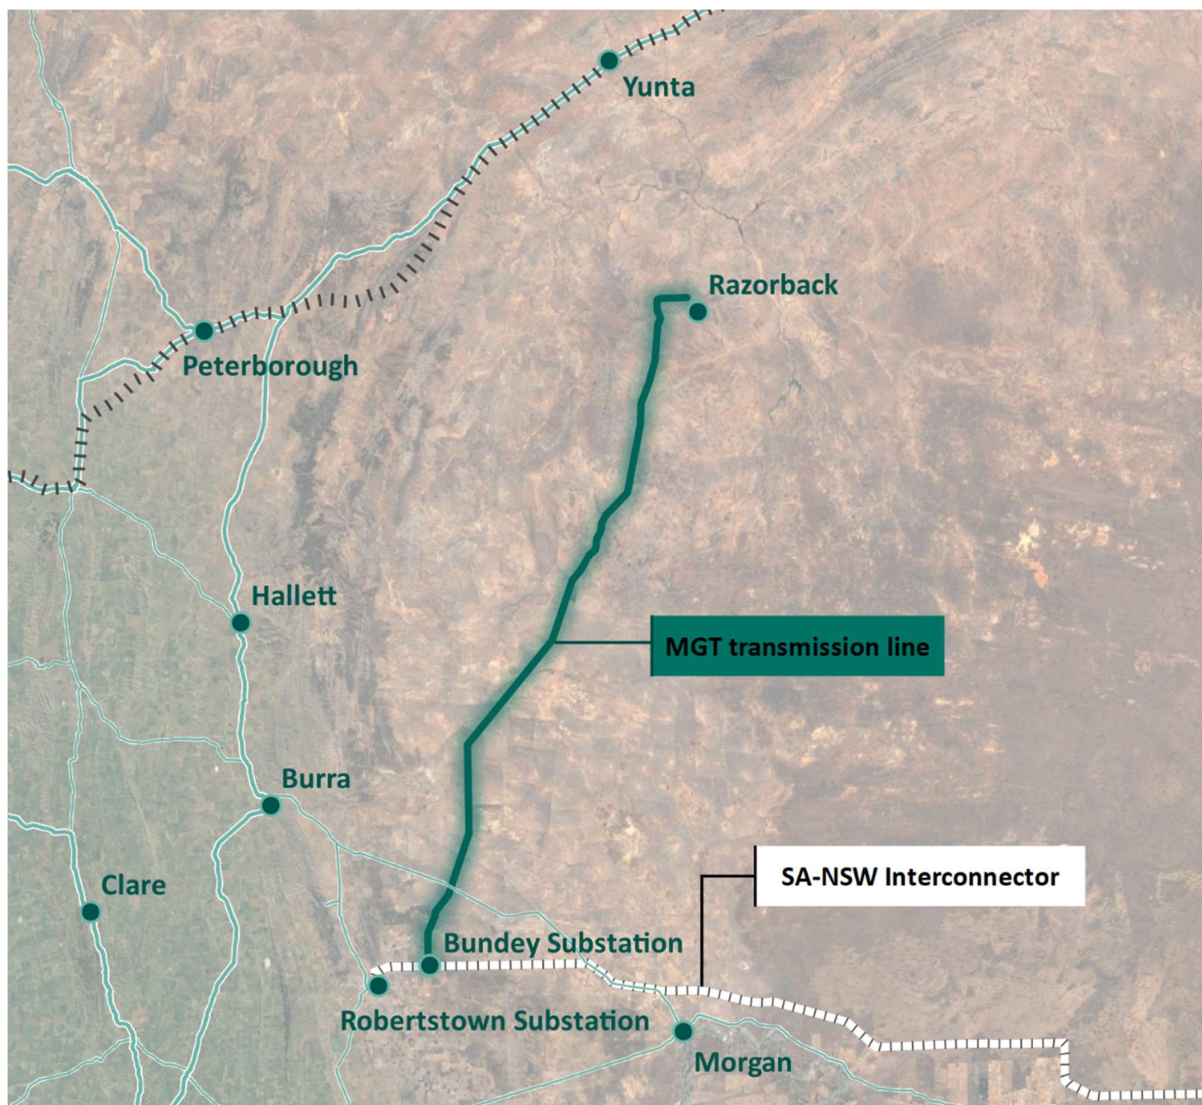 Yunta
Razorback
Peterborough
Hallett
MGT transmission line
Burra
SA-NSW Interconnector
Clare
Bundey Substation
Robertstown Substation
Morgan